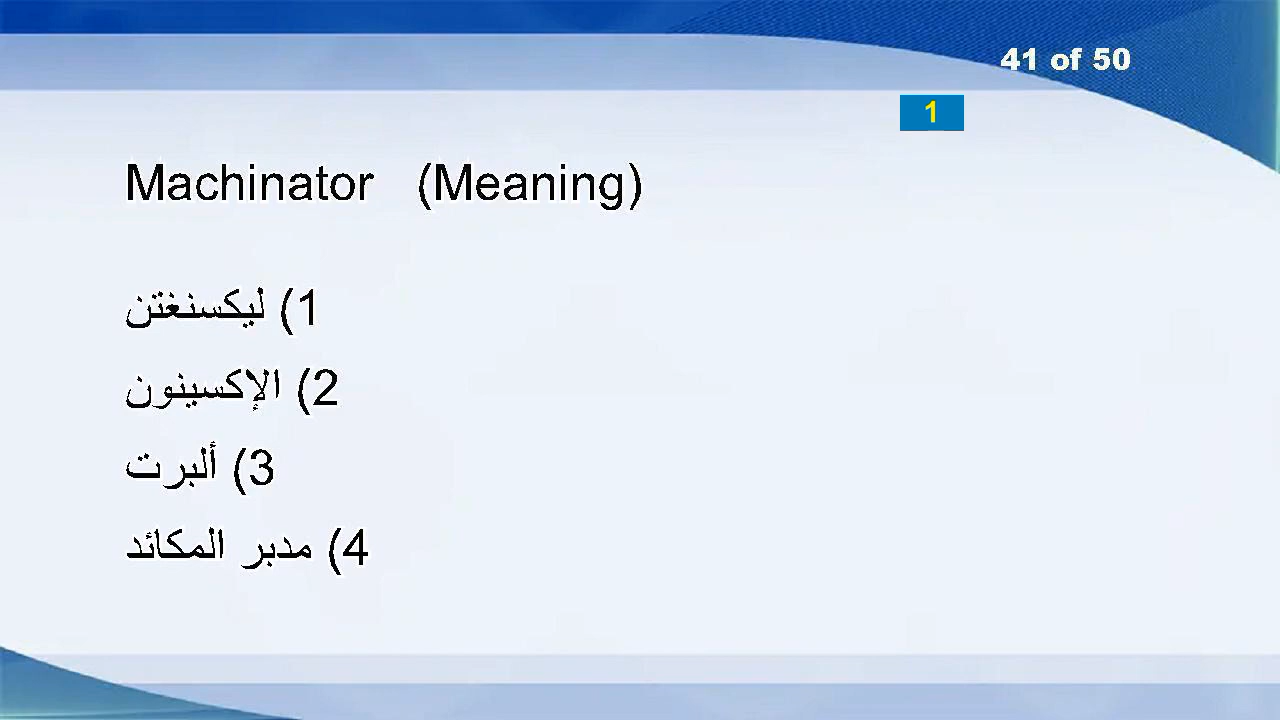 41 of 50
1
Machinator (Meaning)
1) ليكسنغتن
2) الإكسينون
3) ألبرت
4) مدبر المكائد